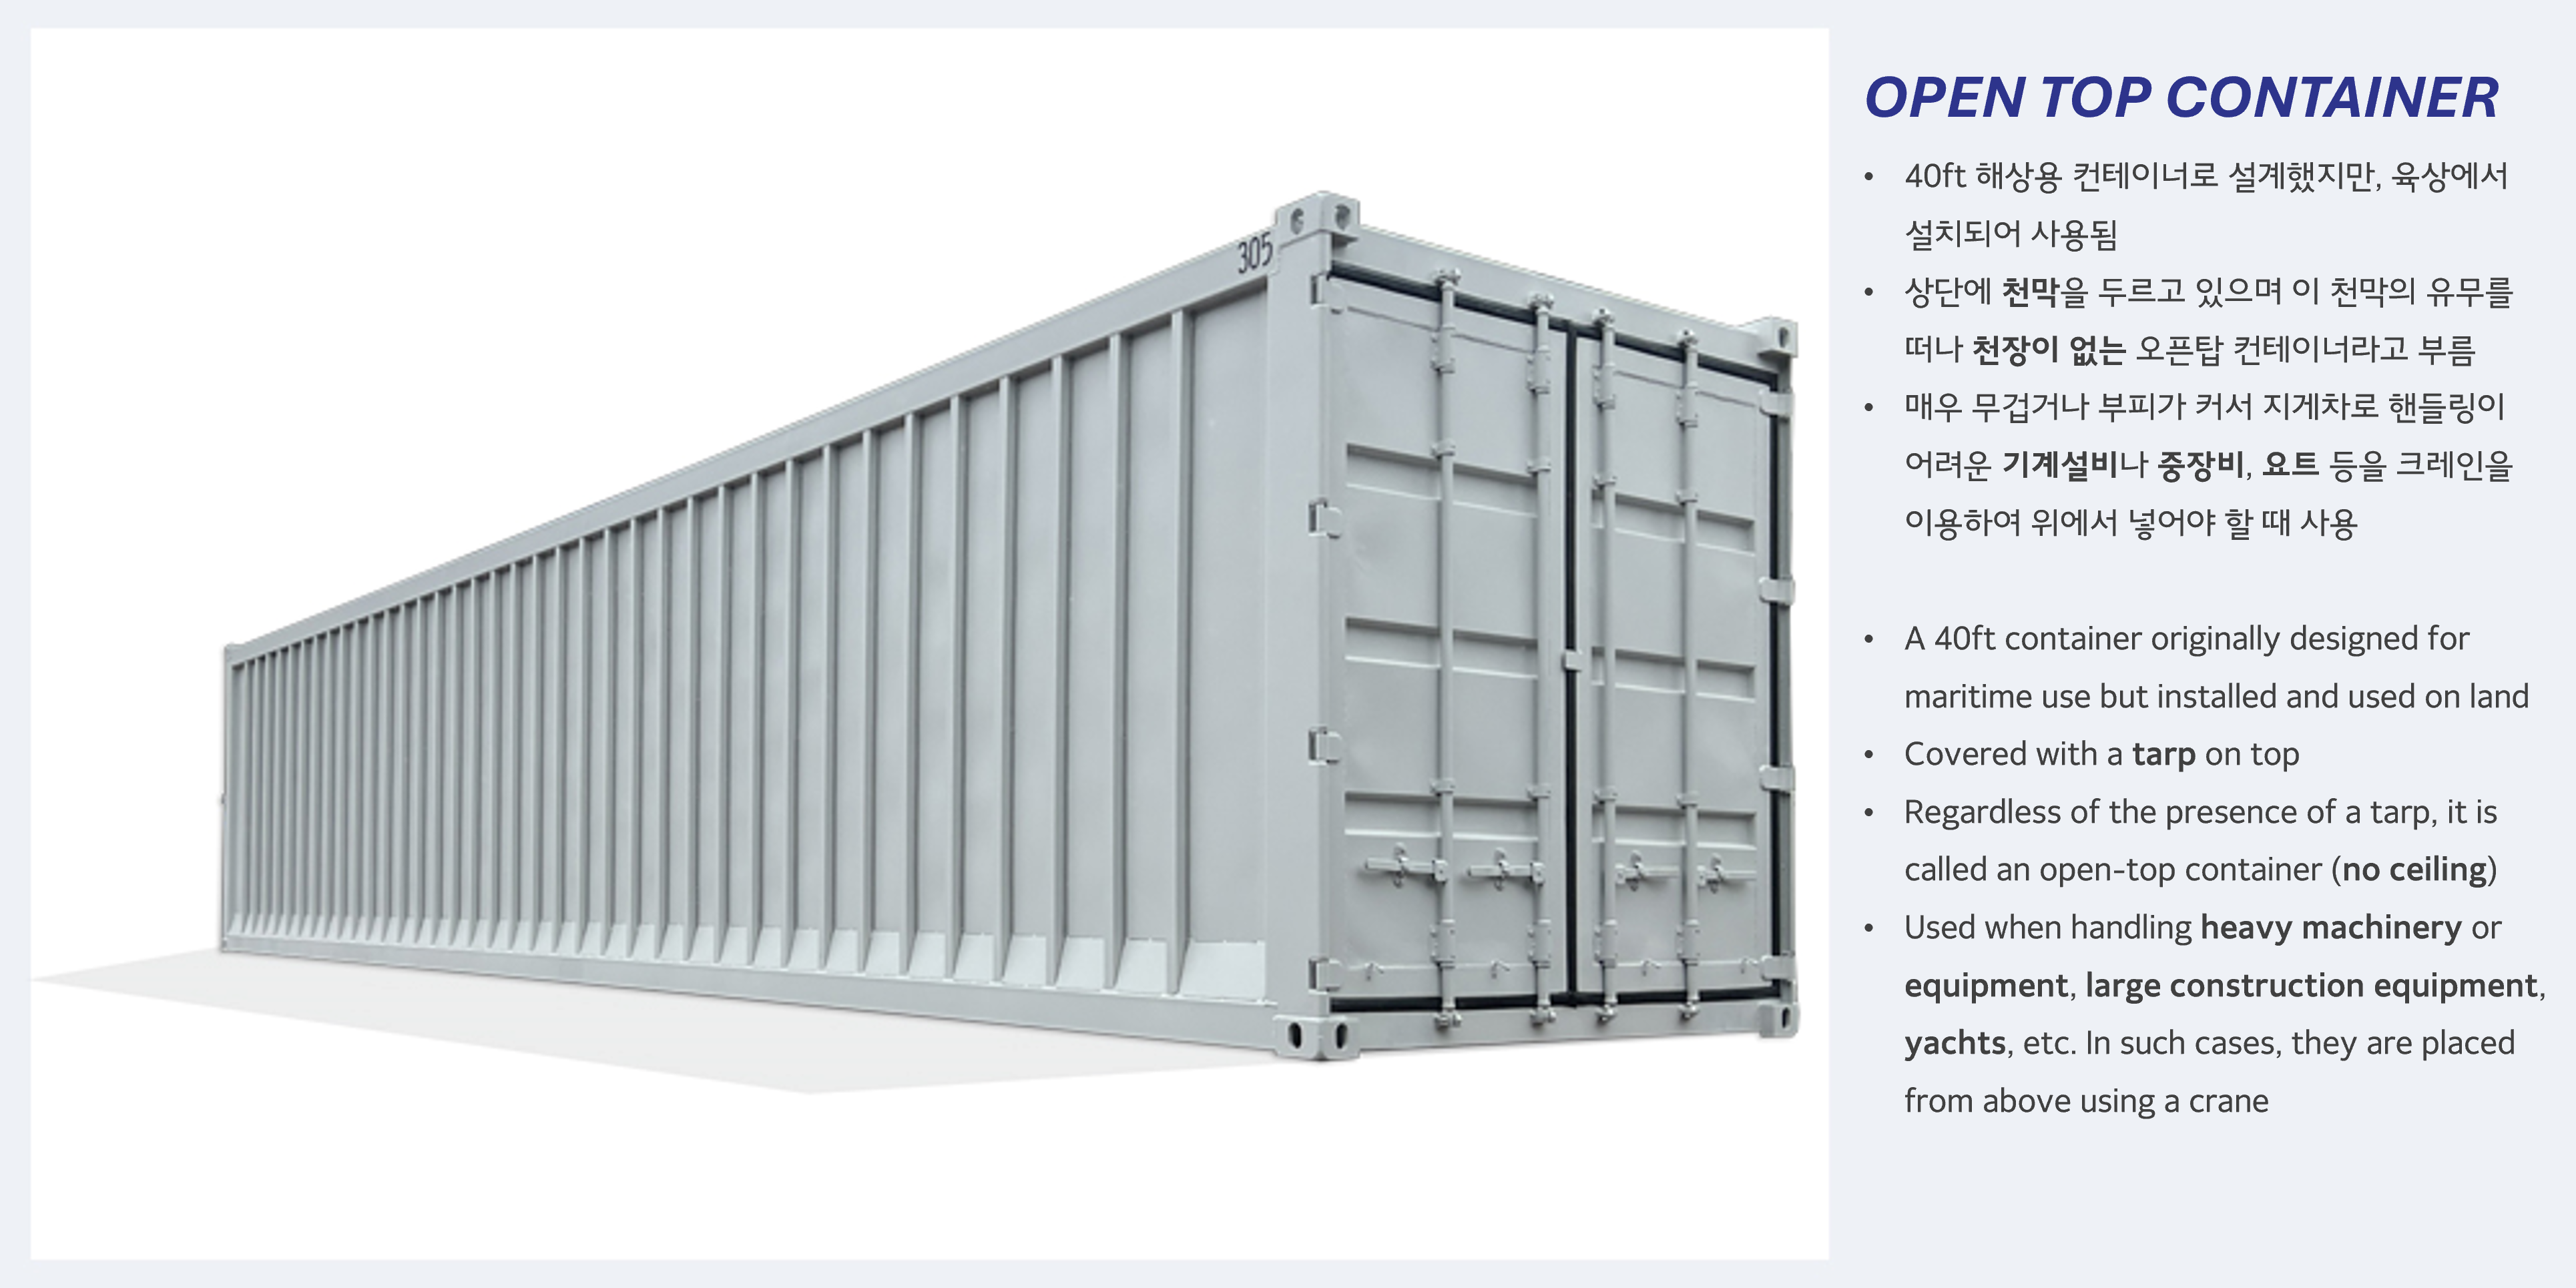 305
OPEN TOP CONTAINER
• 40ft 해상용 컨테이너로 설계했지만, 육상에서
설치되어 사용됨
• 상단에 천막을 두르고 있으며 이 천막의 유무를
떠나 천장이 없는 오픈탑 컨테이너라고 부름
• 매우 무겁거나 부피가 커서 지게차로 핸들링이
어려운 기계설비나 중장비, 요트 등을 크레인을
이용하여 위에서 넣어야 할 때 사용
• A 40ft container originally designed for
maritime use but installed and used on land
• Covered with a tarp on top
• Regardless of the presence of a tarp, it is
called an open-top container (no ceiling)
• Used when handling heavy machinery or
equipment, large construction equipment,
yachts, etc. In such cases, they are placed
from above using a crane